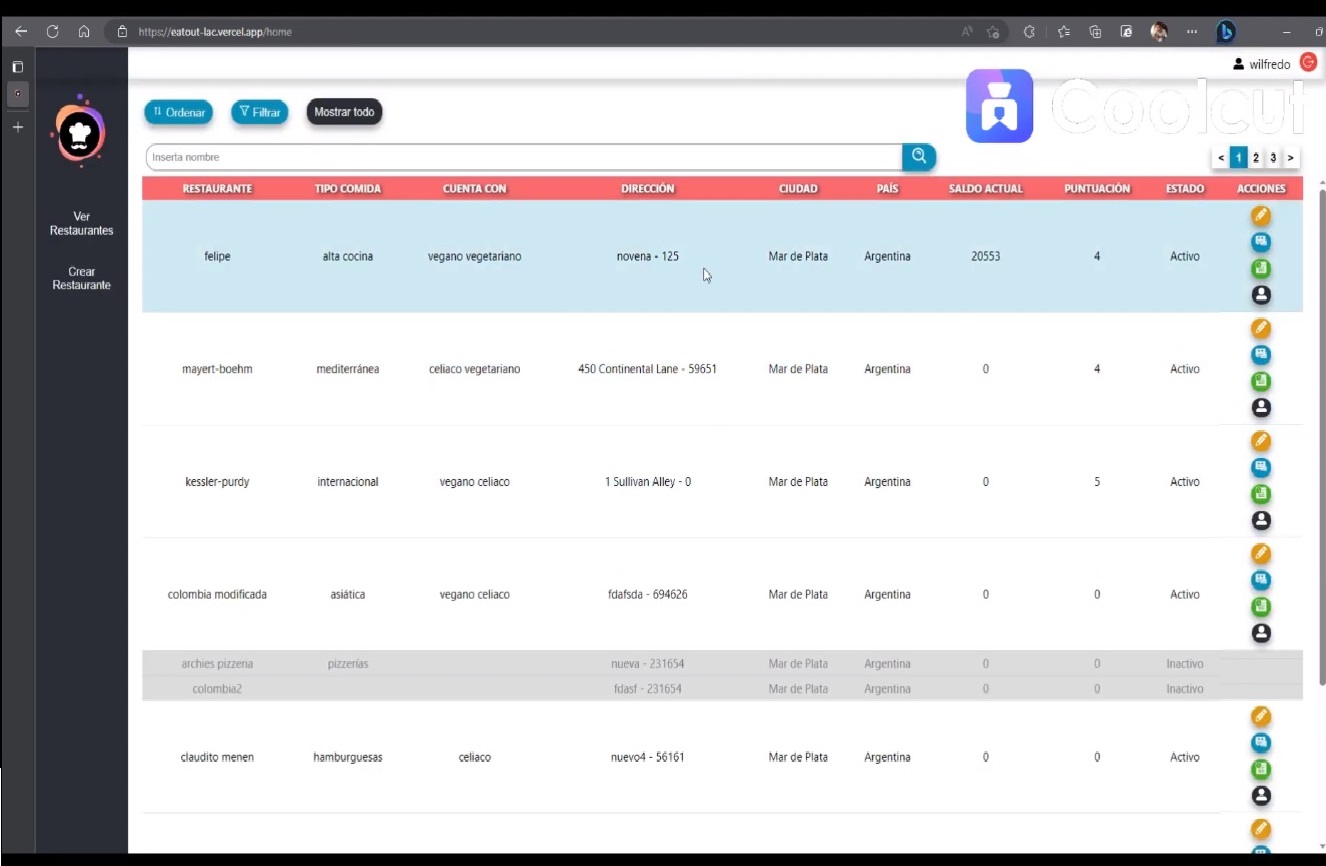 https://eatout-lac.vercel.app/home
wilfredo
Coolcut
Ordenar Filtrar Mostrar todo
Inserta nombre
< 1 2 3 >
RESTAURANTE TIPO COMIDA CUENTA CON DIRECCIÓN CIUDAD PAÍS SALDO ACTUAL PUNTUACIÓN ESTADO ACCIONES
Ver
Restaurantes
Crear
Restaurante
felipe alta cocina vegano vegetariano novena - 125 Mar de Plata Argentina 20553 4 Activo
mayert-boehm mediterránea celiaco vegetariano 450 Continental Lane - 59651 Mar de Plata Argentina 0 4 Activo
kessler-purdy internacional vegano celiaco 1 Sullivan Alley - 0 Mar de Plata Argentina 0 5 Activo
colombia modificada asiática vegano celiaco fdafsda - 694626 Mar de Plata Argentina 0 0 Activo
archies pizzeria pizzerías nueva - 231654 Mar de Plata Argentina 0 0 Inactivo
colombia2 fdasf - 231654 Mar de Plata Argentina 0 0 Inactivo
claudito menen hamburguesas celiaco nuevo4 - 56161 Mar de Plata Argentina 0 0 Activo